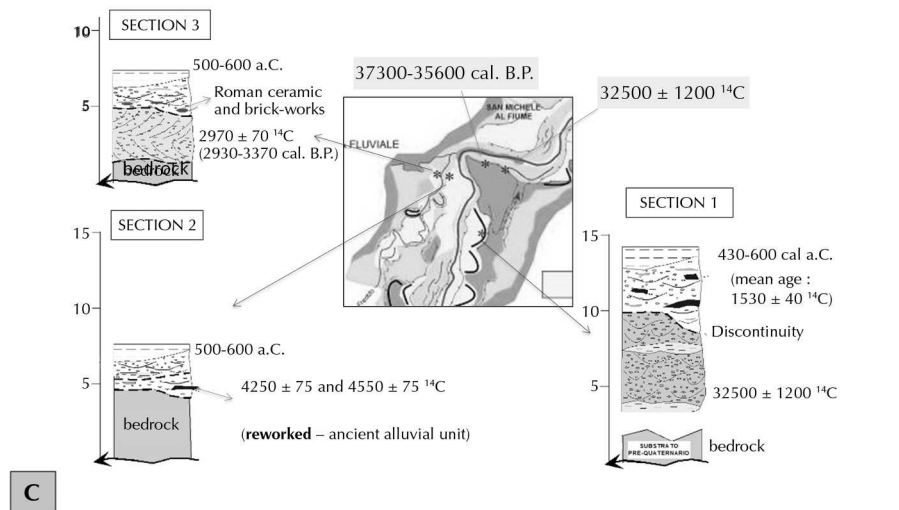 SECTION 3
10
5
500-600 a.C.
Roman ceramic
and brick-works
2970 ± 70 ¹⁴C
(2930-3370 cal. B.P.)
bedrock
37300-35600 cal. B.P.
32500 ± 1200 ¹⁴C
SAN MICHELE
AL FIUME
FLUVIALE
SECTION 2
15
10
5
500-600 a.C.
4250 ± 75 and 4550 ± 75 ¹⁴C
bedrock
(reworked – ancient alluvial unit)
SECTION 1
15
10
5
430-600 cal a.C.
(mean age :
1530 ± 40 ¹⁴C)
Discontinuity
32500 ± 1200 ¹⁴C
SUBSTRATO
PRE-QUATERNARIO
bedrock
C